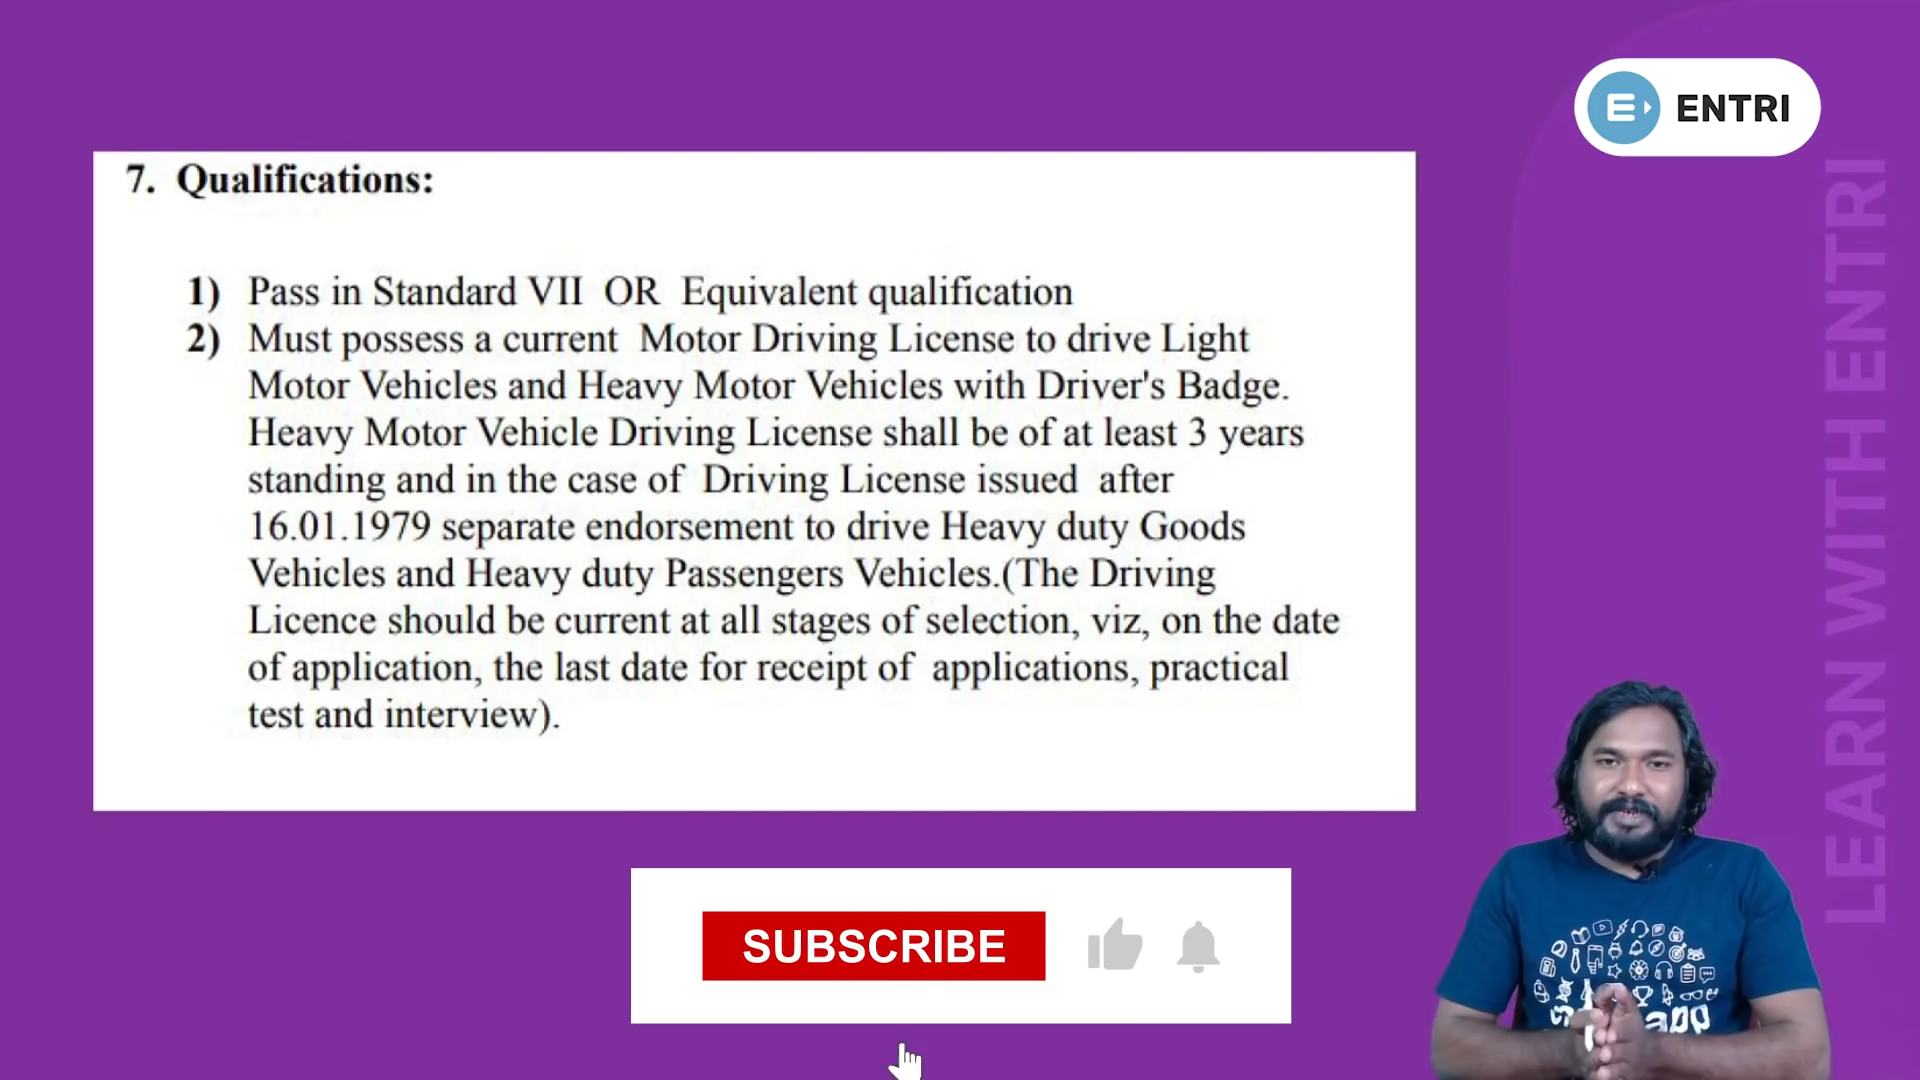 ENTRI
7. Qualifications:
1) Pass in Standard VII OR Equivalent qualification
2) Must possess a current Motor Driving License to drive Light
Motor Vehicles and Heavy Motor Vehicles with Driver's Badge.
Heavy Motor Vehicle Driving License shall be of at least 3 years
standing and in the case of Driving License issued after
16.01.1979 separate endorsement to drive Heavy duty Goods
Vehicles and Heavy duty Passengers Vehicles.(The Driving
Licence should be current at all stages of selection, viz, on the date
of application, the last date for receipt of applications, practical
test and interview).
LEARN WITH ENTRI
SUBSCRIBE
app